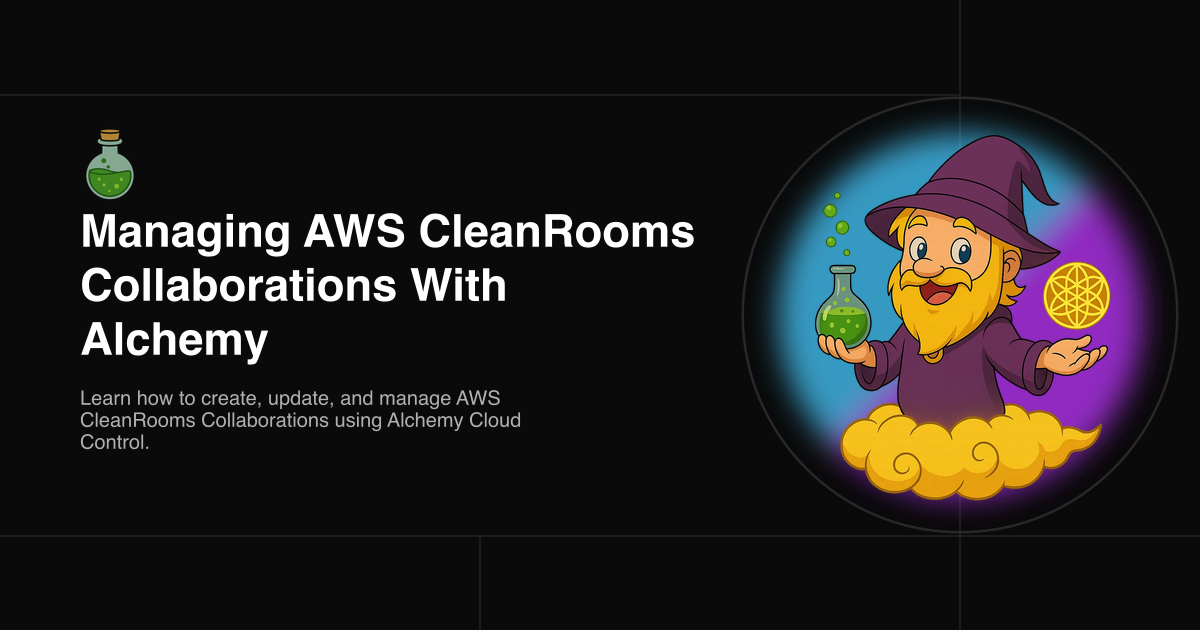 Managing AWS CleanRooms
Collaborations With
Alchemy
Learn how to create, update, and manage AWS
CleanRooms Collaborations using Alchemy Cloud
Control.